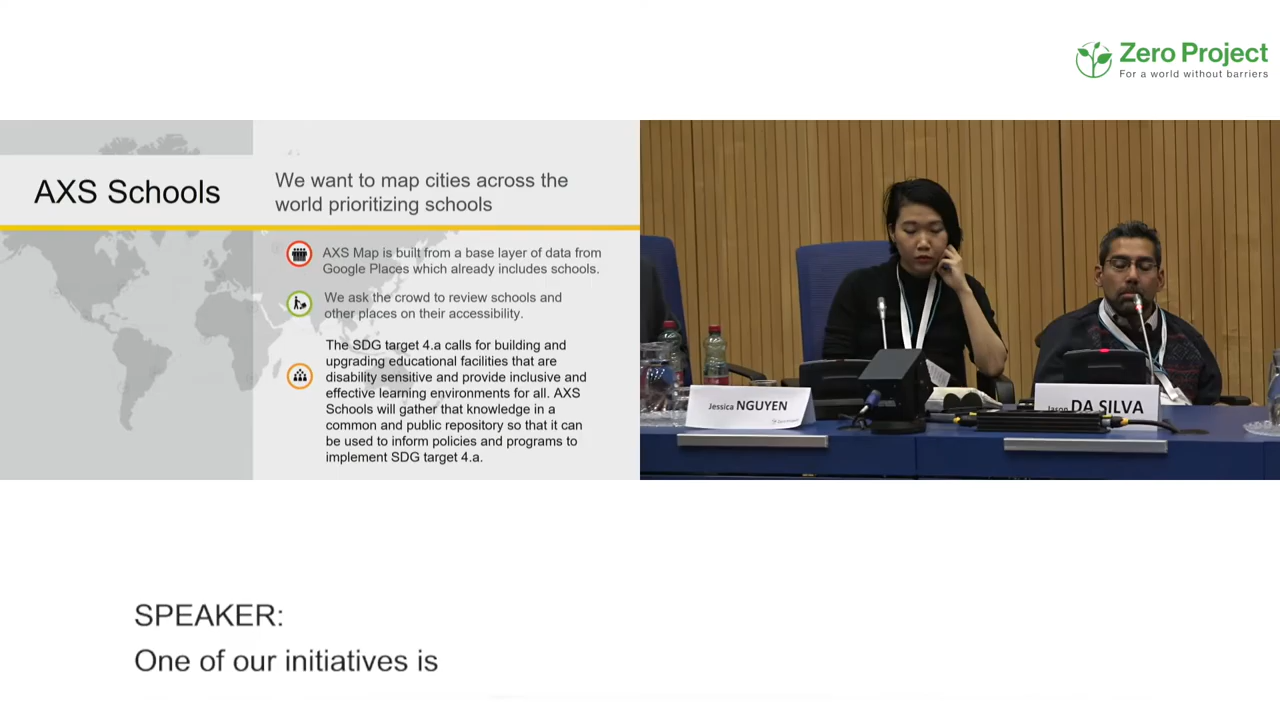 Zero Project
For a world without barriers
AXS Schools
We want to map cities across the
world prioritizing schools
AXS Map is built from a base layer of data from
Google Places which already includes schools.
We ask the crowd to review schools and
other places on their accessibility.
The SDG target 4.a calls for building and
upgrading educational facilities that are
disability sensitive and provide inclusive and
effective learning environments for all. AXS
Schools will gather that knowledge in a
common and public repository so that it can
be used to inform policies and programs to
implement SDG target 4.a.
Jessica NGUYEN
Jason DA SILVA
SPEAKER:
One of our initiatives is